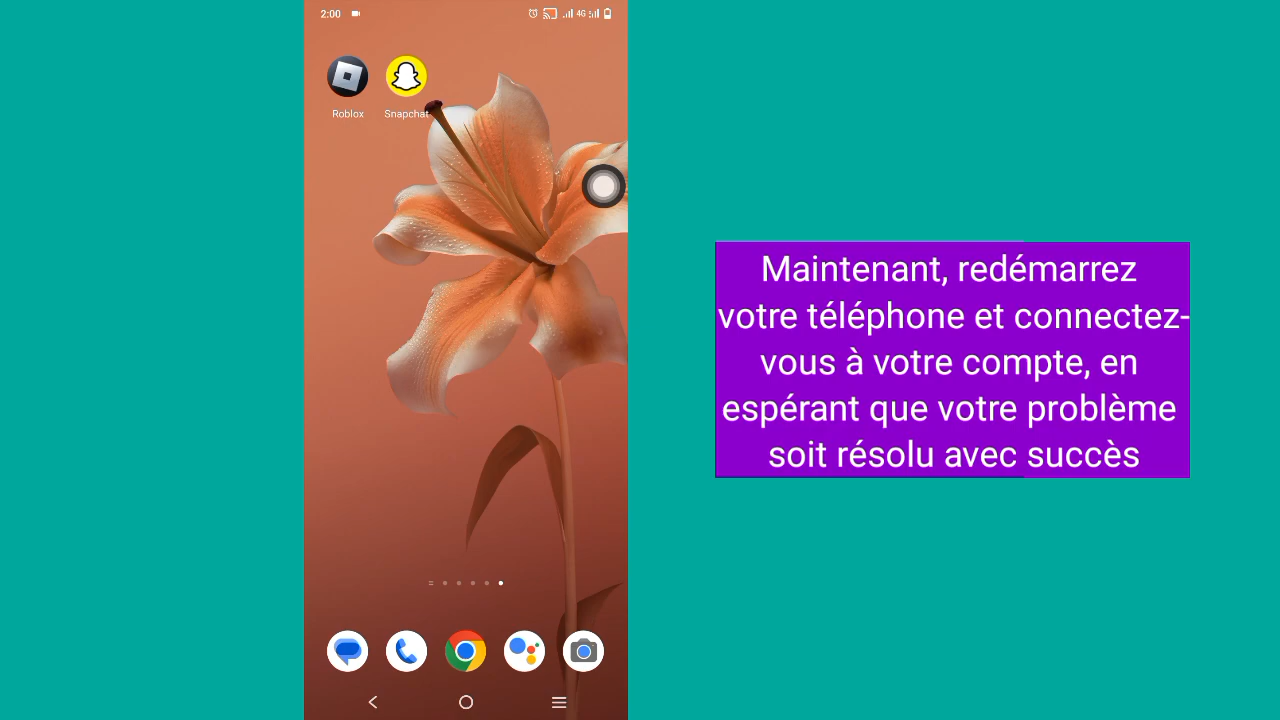 2:00
4G
Roblox
Snapchat
Maintenant, redémarrez
votre téléphone et connectez-
vous à votre compte, en
espérant que votre problème
soit résolu avec succès